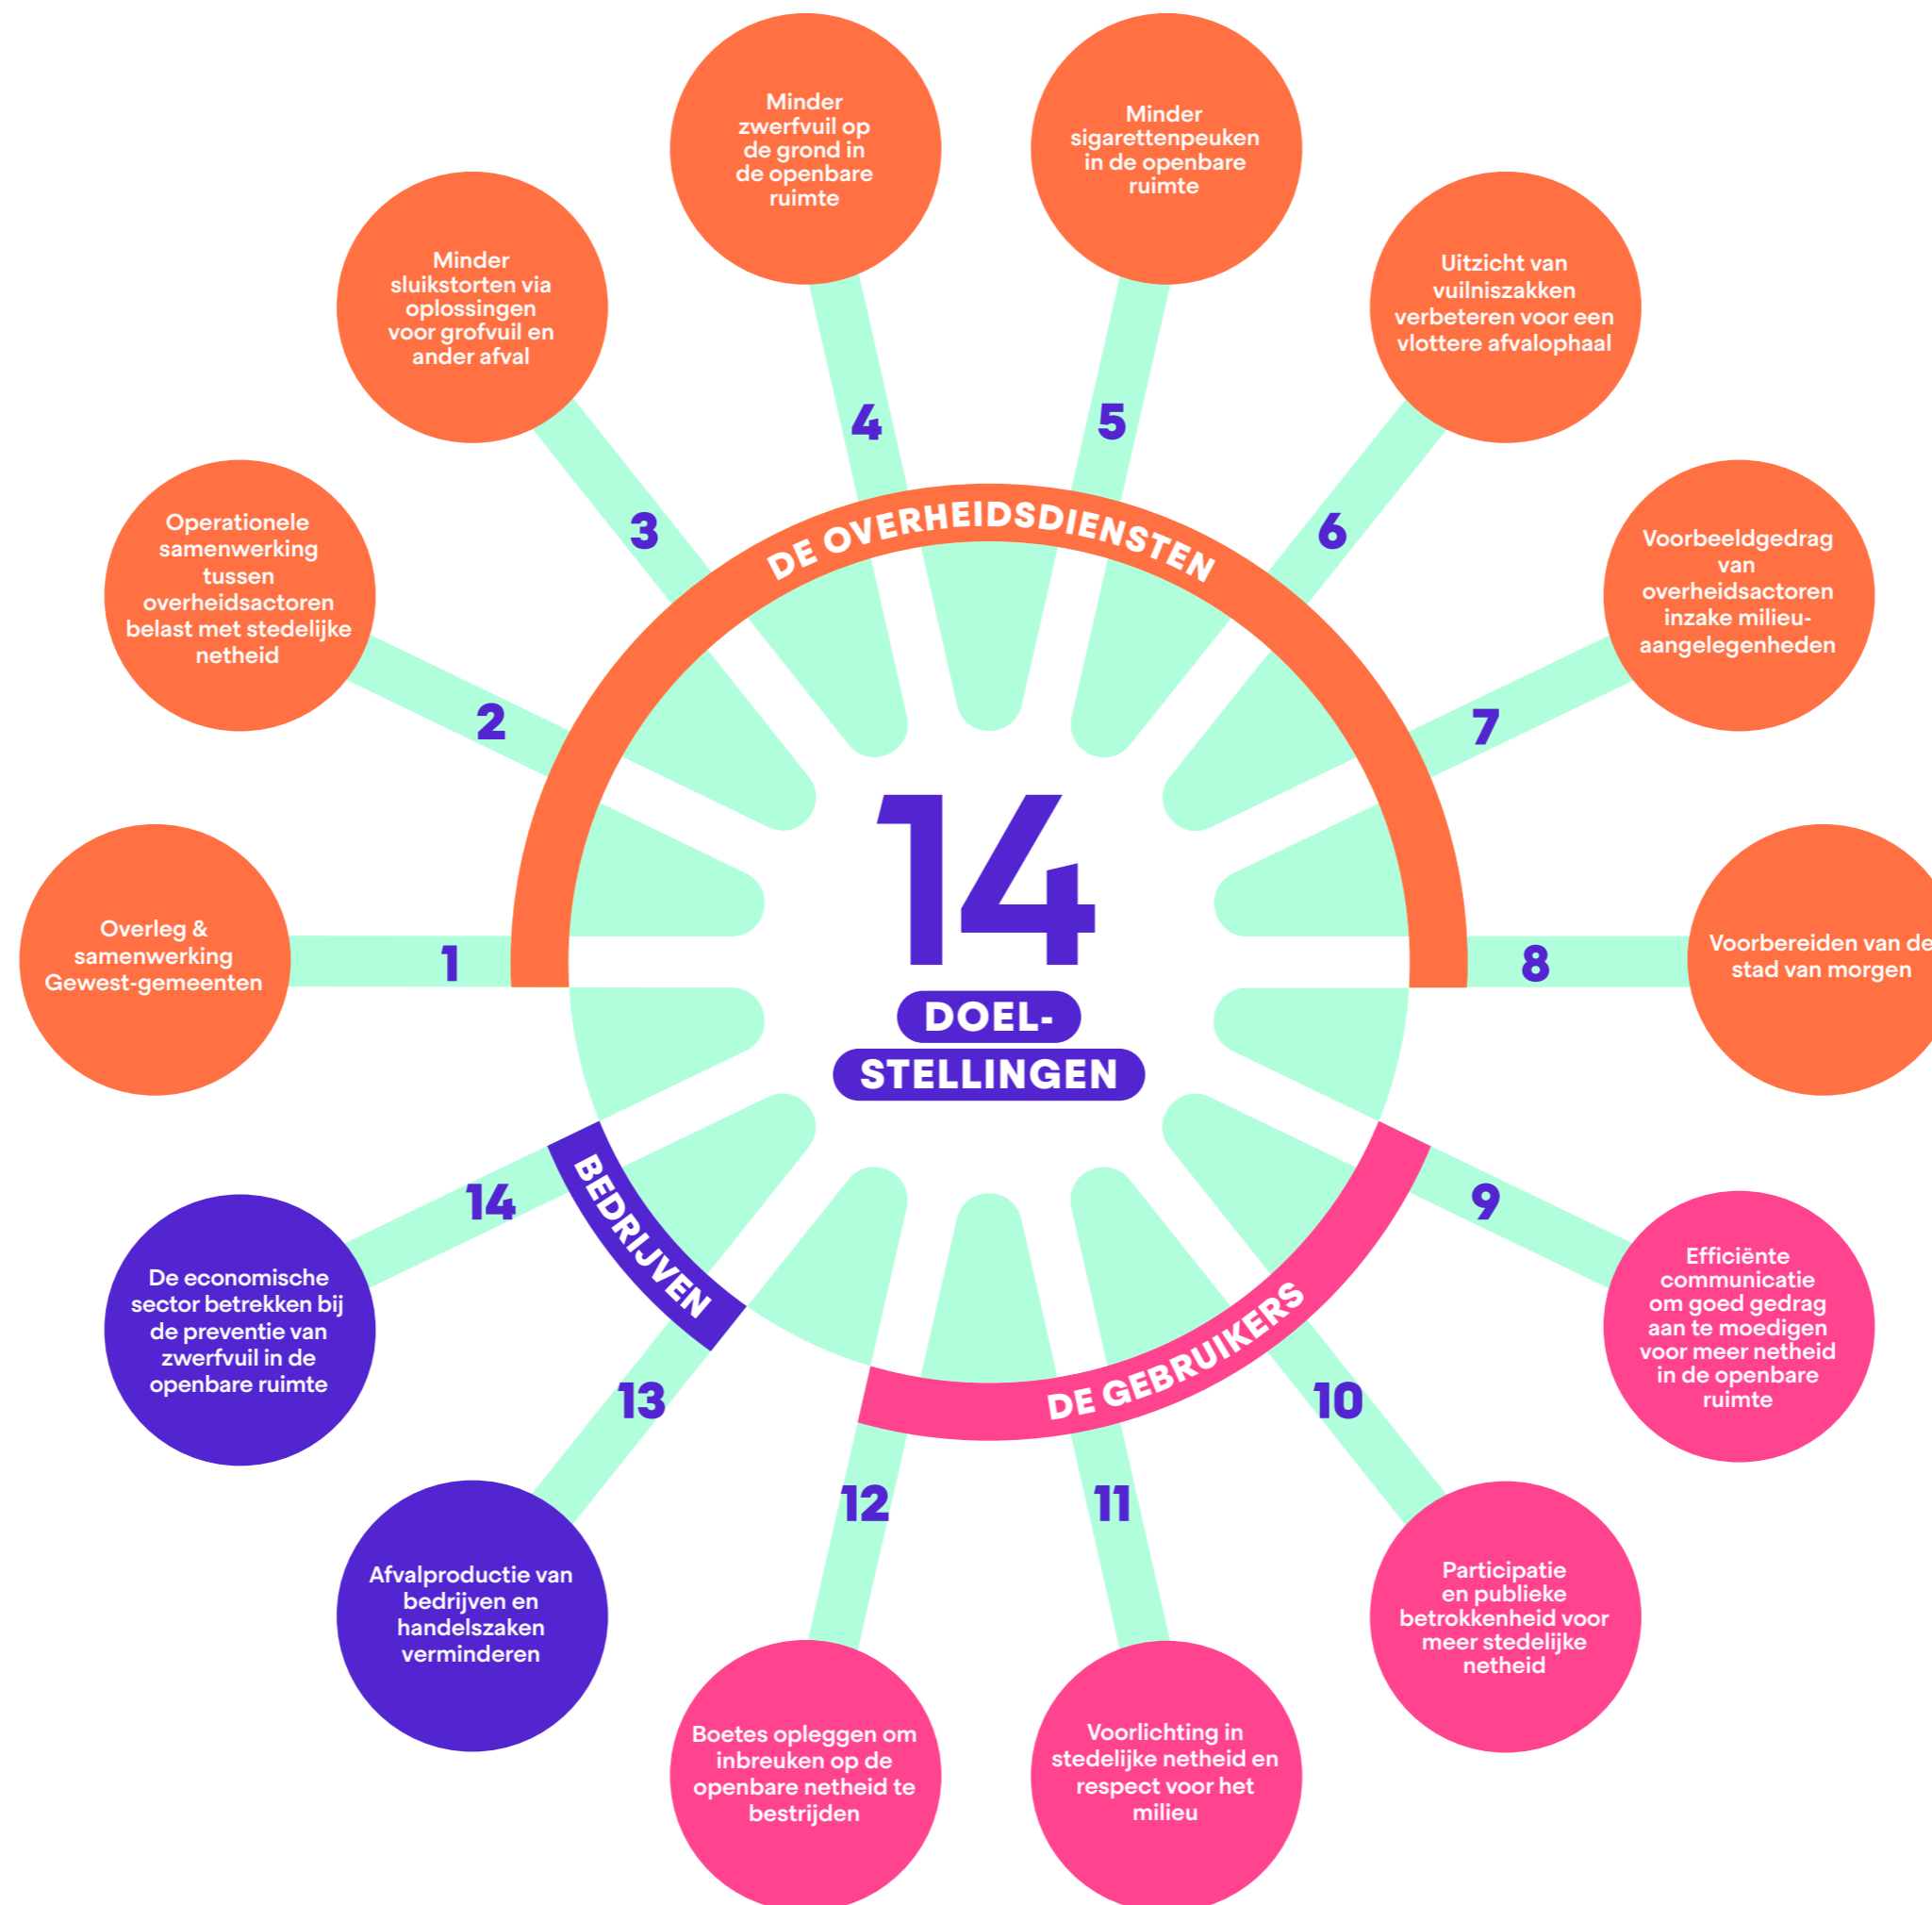 14
DOEL-
STELLINGEN
DE OVERHEIDSDIENSTEN
1
Overleg &
samenwerking
Gewest-gemeenten
2
Operationele
samenwerking
tussen
overheidsactoren
belast met stedelijke
netheid
3
Minder
sluikstorten via
oplossingen
voor grofvuil en
ander afval
4
Minder
zwerfvuil op
de grond in
de openbare
ruimte
5
Minder
sigarettenpeuken
in de openbare
ruimte
6
Uitzicht van
vuilniszakken
verbeteren voor een
vlottere afvalophaal
7
Voorbeeldgedrag
van
overheidsactoren
inzake milieu-
aangelegenheden
8
Voorbereiden van de
stad van morgen
DE GEBRUIKERS
9
Efficiënte
communicatie
om goed gedrag
aan te moedigen
voor meer netheid
in de openbare
ruimte
10
Participatie
en publieke
betrokkenheid voor
meer stedelijke
netheid
11
Voorlichting in
stedelijke netheid en
respect voor het
milieu
12
Boetes opleggen om
inbreuken op de
openbare netheid te
bestrijden
BEDRIJVEN
13
Afvalproductie van
bedrijven en
handelszaken
verminderen
14
De economische
sector betrekken bij
de preventie van
zwerfvuil in de
openbare ruimte